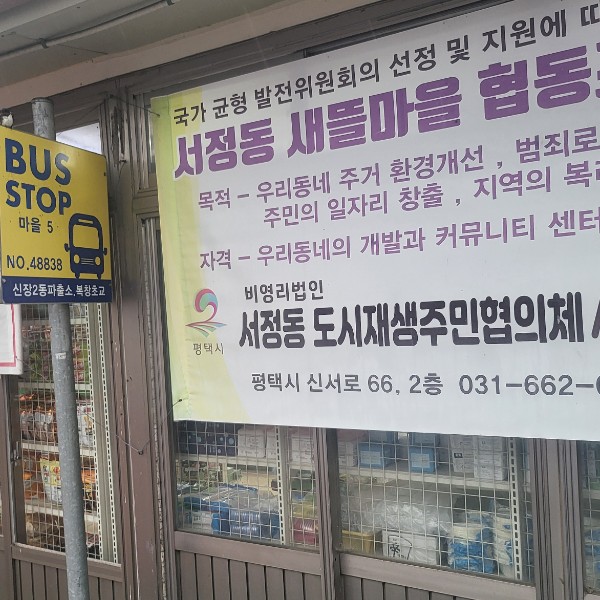 BUS
STOP
마을 5
NO.48838
신장2동파출소.복창초교
국가 균형 발전위원회의 선정 및 지원에
서정동 새뜰마을 협동
목적 - 우리동네 주거 환경개선 , 범죄로
주민의 일자리 창출 , 지역의
자격 - 우리동네의 개발과 커뮤니티 센터
비영리법인
서정동 도시재생주민협의체
평택시
평택시 신서로 66, 2층 031-662-